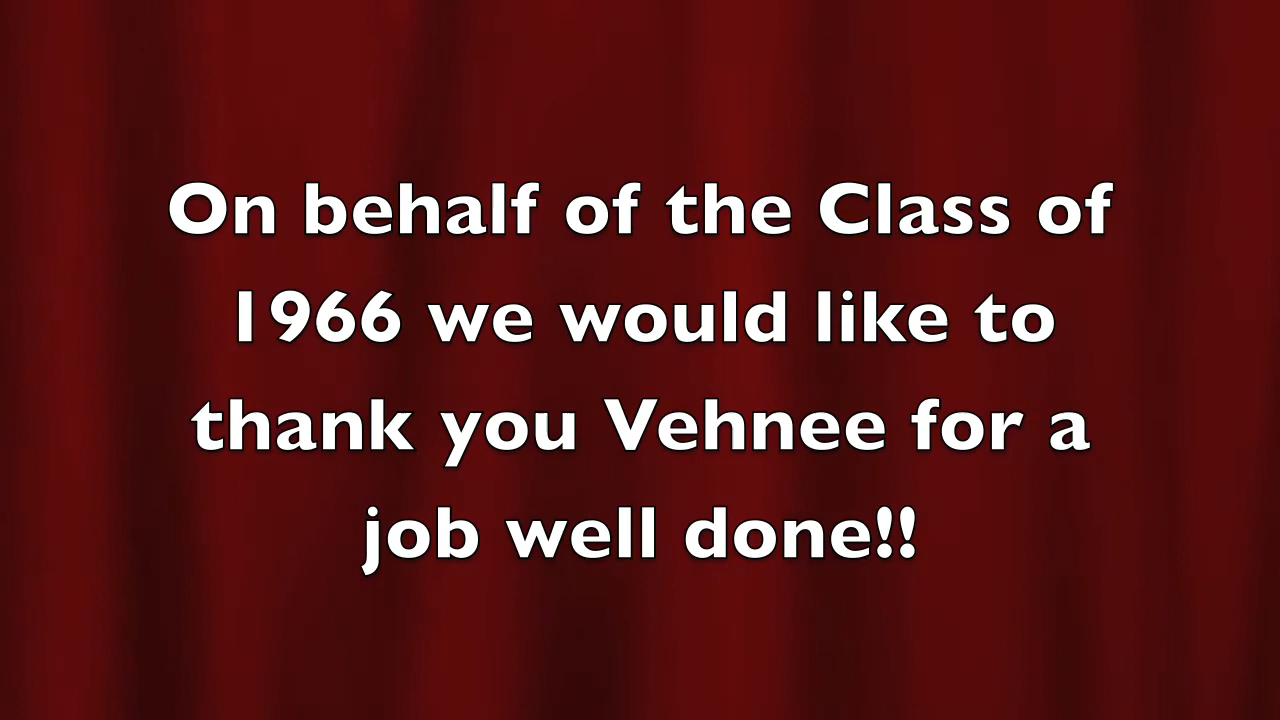 On behalf of the Class of
1966 we would like to
thank you Vehnee for a
job well done!!